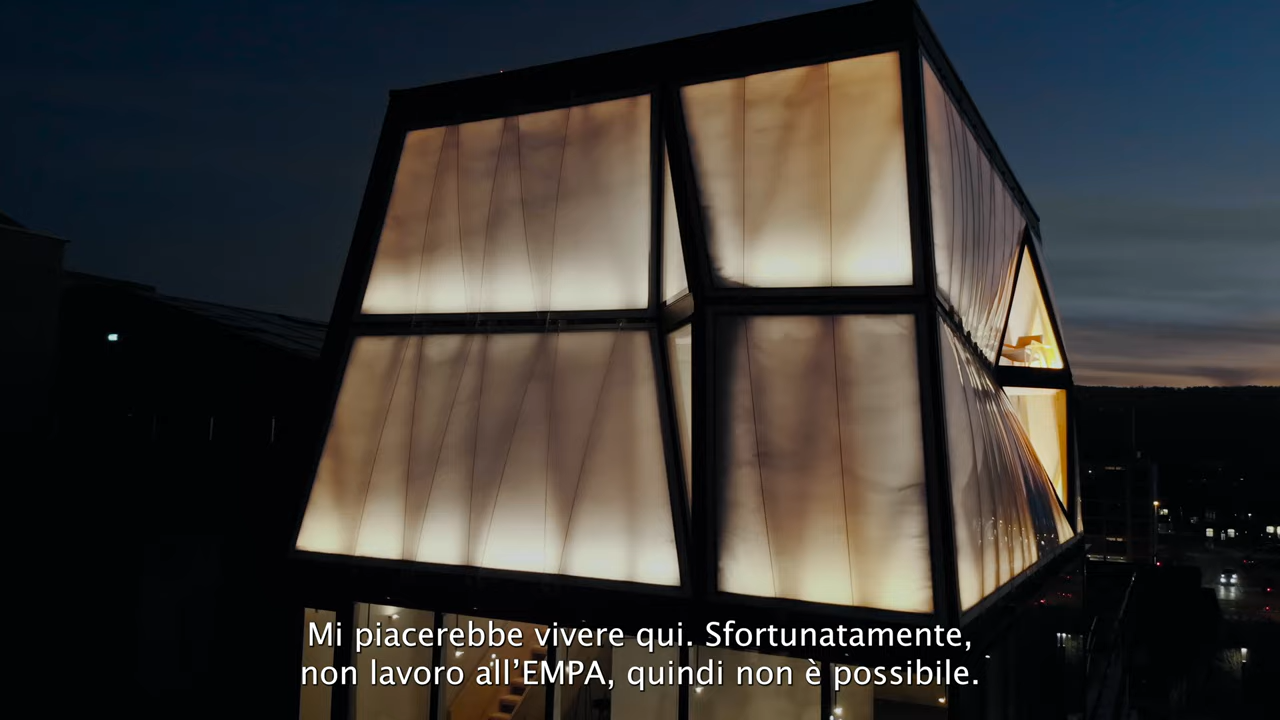 Mi piacerebbe vivere qui. Sfortunatamente,
non lavoro all’EMPA, quindi non è possibile.